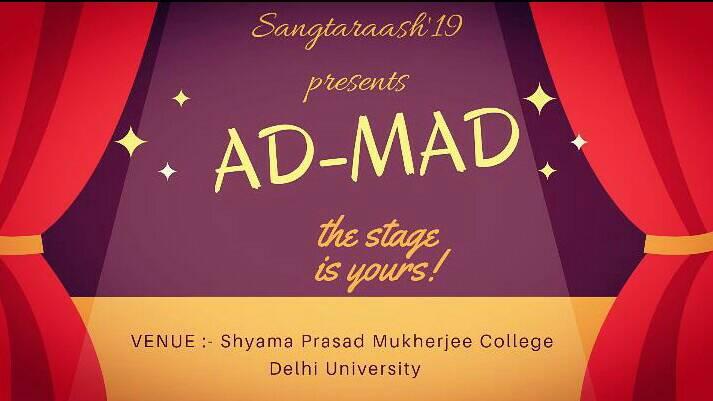 Sangtaraash'19
presents
AD-MAD
the stage
is yours!
VENUE :- Shyama Prasad Mukherjee College
Delhi University